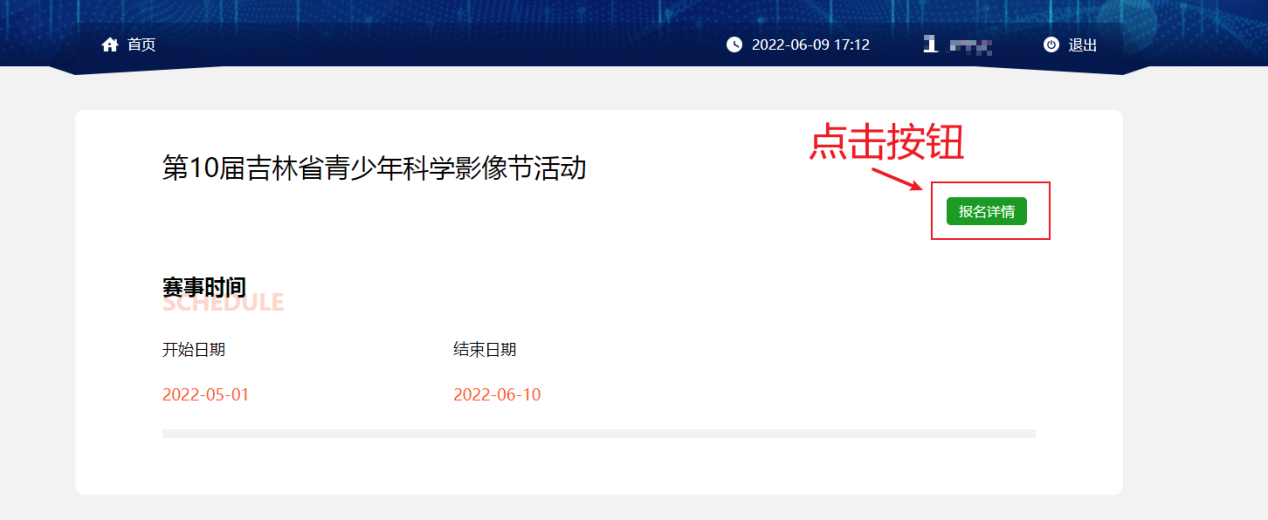 首页
2022-06-09 17:12
退出
点击按钮
第10届吉林省青少年科学影像节活动
报名详情
赛事时间
SCHEDULE
开始日期 结束日期
2022-05-01 2022-06-10